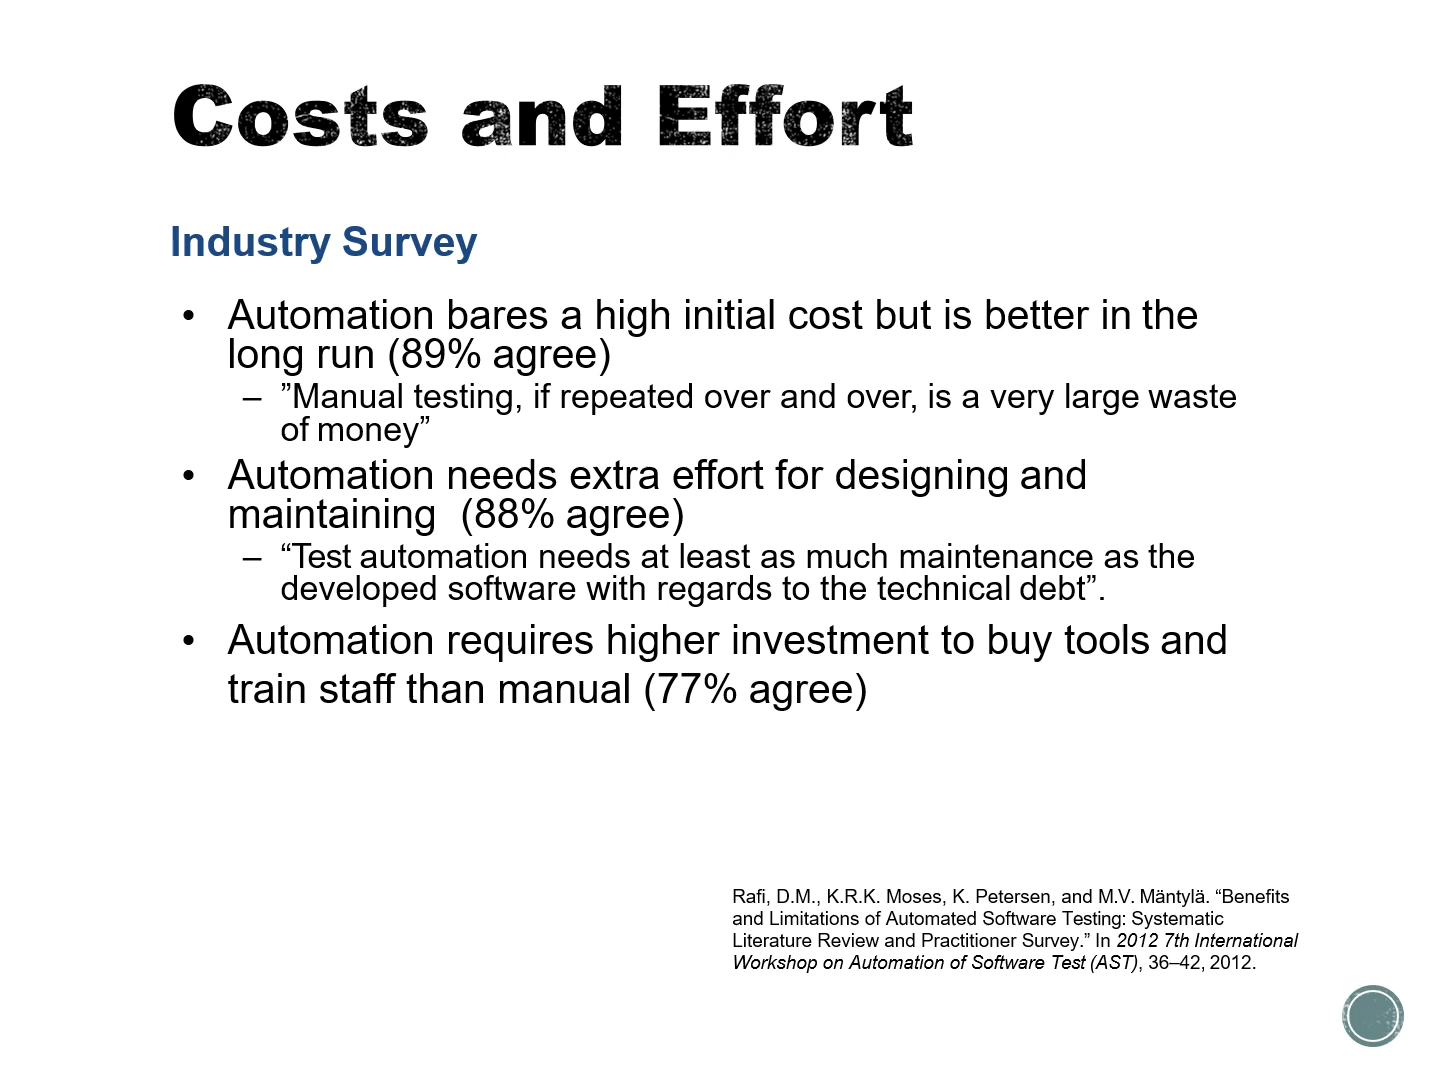 Costs and Effort
Industry Survey
• Automation bares a high initial cost but is better in the
long run (89% agree)
– ”Manual testing, if repeated over and over, is a very large waste
of money”
• Automation needs extra effort for designing and
maintaining  (88% agree)
– “Test automation needs at least as much maintenance as the
developed software with regards to the technical debt”.
• Automation requires higher investment to buy tools and
train staff than manual (77% agree)
Rafi, D.M., K.R.K. Moses, K. Petersen, and M.V. Mäntylä. “Benefits
and Limitations of Automated Software Testing: Systematic
Literature Review and Practitioner Survey.” In 2012 7th International
Workshop on Automation of Software Test (AST), 36–42, 2012.